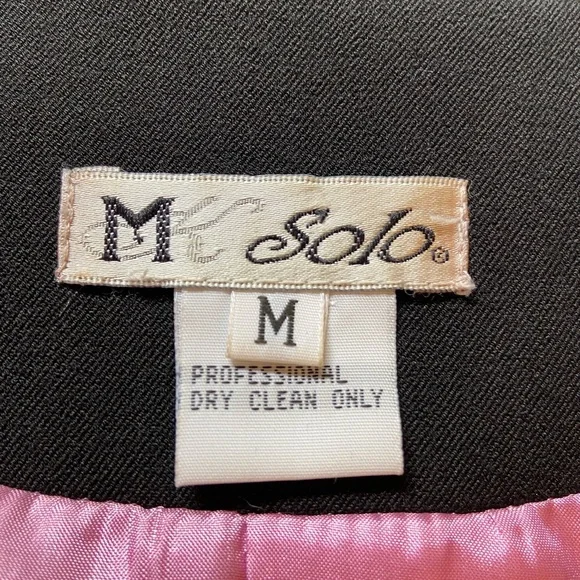 M Solo®
M
PROFESSIONAL
DRY CLEAN ONLY